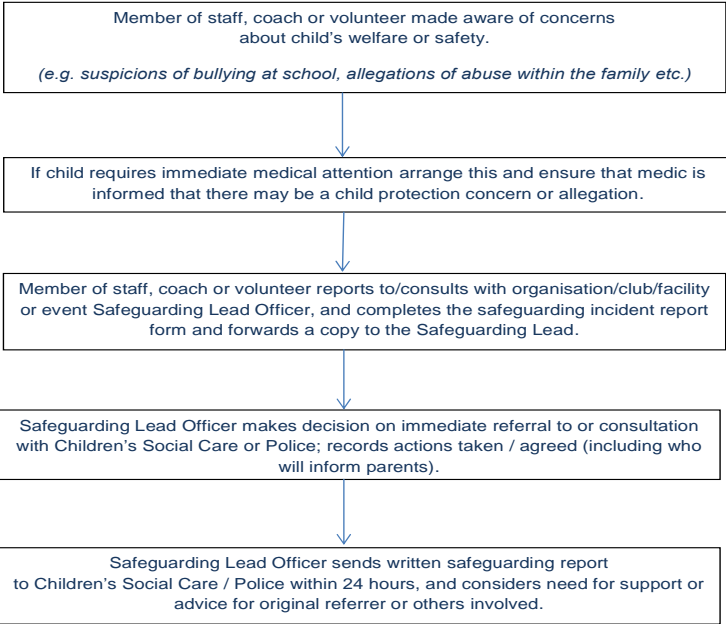 Member of staff, coach or volunteer made aware of concerns
about child’s welfare or safety.
(e.g. suspicions of bullying at school, allegations of abuse within the family etc.)
If child requires immediate medical attention arrange this and ensure that medic is
informed that there may be a child protection concern or allegation.
Member of staff, coach or volunteer reports to/consults with organisation/club/facility
or event Safeguarding Lead Officer, and completes the safeguarding incident report
form and forwards a copy to the Safeguarding Lead.
Safeguarding Lead Officer makes decision on immediate referral to or consultation
with Children’s Social Care or Police; records actions taken / agreed (including who
will inform parents).
Safeguarding Lead Officer sends written safeguarding report
to Children’s Social Care / Police within 24 hours, and considers need for support or
advice for original referrer or others involved.